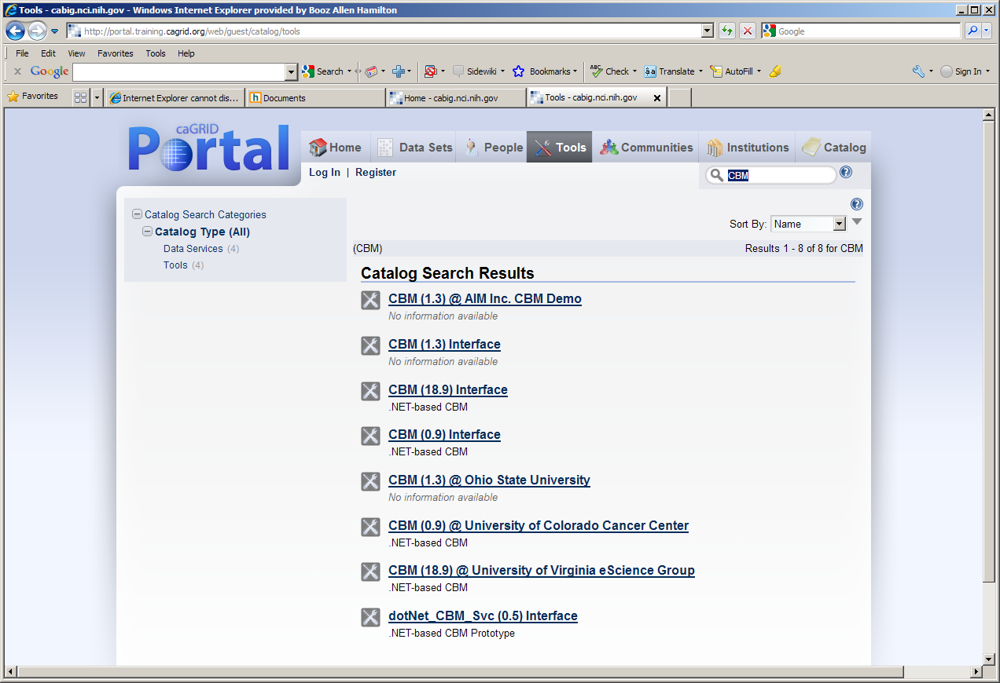 Tools - cabig.nci.nih.gov - Windows Internet Explorer provided by Booz Allen Hamilton
http://portal.training.cagrid.org/web/guest/catalog/tools
Google
File Edit View Favorites Tools Help
x Google Search Sidewiki Bookmarks ABC Check aa Translate AutoFill Sign In
Favorites Internet Explorer cannot dis... h Documents Home - cabig.nci.nih.gov Tools - cabig.nci.nih.gov x
caGRID
Portal
Home Data Sets People Tools Communities Institutions Catalog
Log In | Register
CBM ?
?
Catalog Search Categories
Catalog Type (All)
Data Services (4)
Tools (4)
Sort By: Name
(CBM) Results 1 - 8 of 8 for CBM
Catalog Search Results
CBM (1.3) @ AIM Inc. CBM Demo
No information available
CBM (1.3) Interface
No information available
CBM (18.9) Interface
.NET-based CBM
CBM (0.9) Interface
.NET-based CBM
CBM (1.3) @ Ohio State University
No information available
CBM (0.9) @ University of Colorado Cancer Center
.NET-based CBM
CBM (18.9) @ University of Virginia eScience Group
.NET-based CBM
dotNet_CBM_Svc (0.5) Interface
.NET-based CBM Prototype